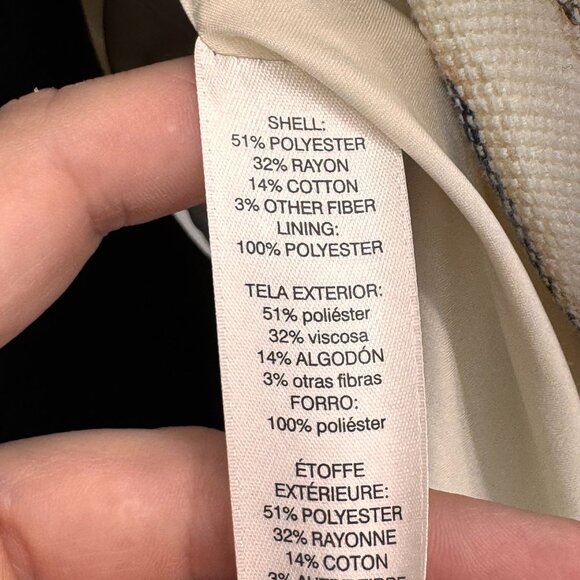 SHELL:
51% POLYESTER
32% RAYON
14% COTTON
3% OTHER FIBER
LINING:
100% POLYESTER
TELA EXTERIOR:
51% poliéster
32% viscosa
14% ALGODÓN
3% otras fibras
FORRO:
100% poliéster
ÉTOFFE
EXTÉRIEURE:
51% POLYESTER
32% RAYONNE
14% COTON
3%